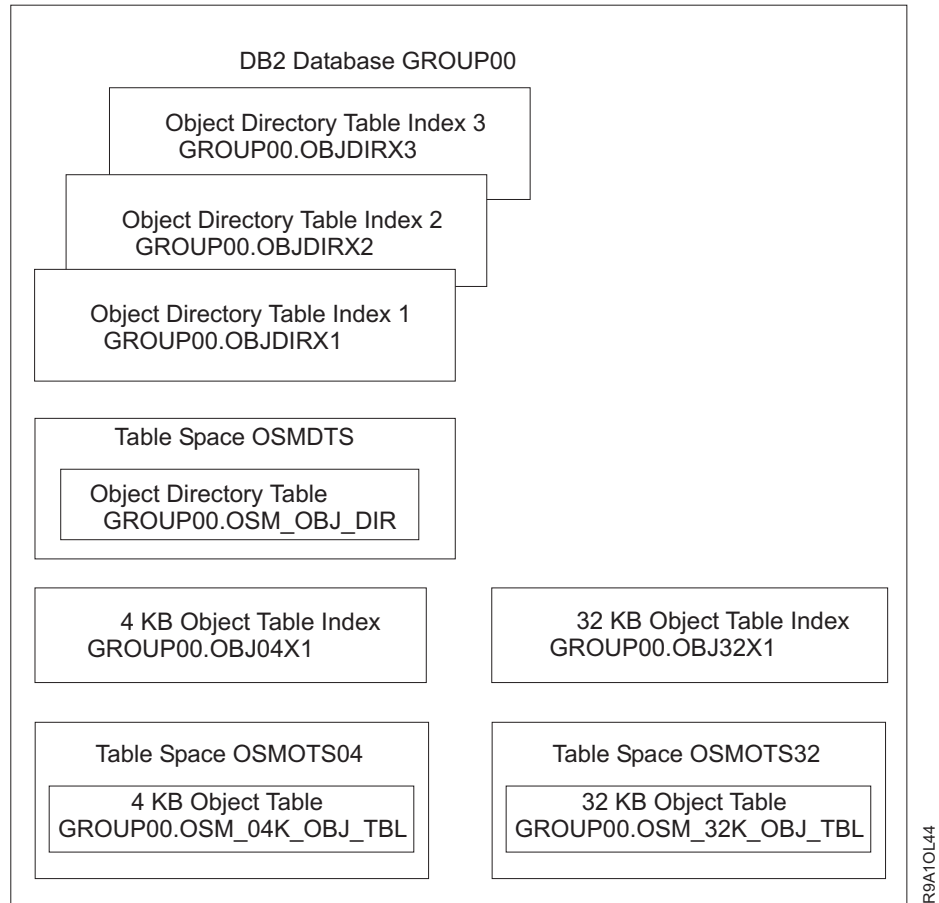 DB2 Database GROUP00
Object Directory Table Index 3
GROUP00.OBJDIRX3
Object Directory Table Index 2
GROUP00.OBJDIRX2
Object Directory Table Index 1
GROUP00.OBJDIRX1
Table Space OSMDTS
Object Directory Table
GROUP00.OSM_OBJ_DIR
4 KB Object Table Index
GROUP00.OBJ04X1
32 KB Object Table Index
GROUP00.OBJ32X1
Table Space OSMOTS04
4 KB Object Table
GROUP00.OSM_04K_OBJ_TBL
Table Space OSMOTS32
32 KB Object Table
GROUP00.OSM_32K_OBJ_TBL
R9A1OL44